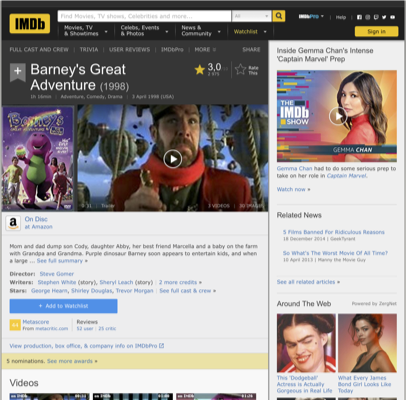 IMDb
Find Movies, TV shows, Celebrities and more...
All
Movies, TV
& Showtimes
Celebs, Events
& Photos
News &
Community
Watchlist
IMDbPro
Help
Sign in
FULL CAST AND CREW | TRIVIA | USER REVIEWS | IMDbPro | MORE
SHARE
Barney's Great
Adventure (1998)
3,0
Rate
This
1h 16min | Adventure, Comedy, Drama | 3 April 1998 (USA)
3 VIDEOS
On Disc
at Amazon
Mom and dad dump son Cody, daughter Abby, her best friend Marcella and a baby on the farm
with Grandpa and Grandma. Purple dinosaur Barney soon appears to entertain kids, and when
a large ... See full summary »
Director: Steve Gomer
Writers: Stephen White (story), Sheryl Leach (story) | 2 more credits »
Stars: George Hearn, Shirley Douglas, Trevor Morgan | See full cast & crew »
+ Add to Watchlist
Metascore
From metacritic.com
Reviews
52 user | 25 critic
View production, box office, & company info on IMDbPro
5 nominations. See more awards »
Videos
Inside Gemma Chan's Intense
'Captain Marvel' Prep
THE
IMDb
SHOW
GEMMA CHAN
Gemma Chan had to do some serious prep to
take on her role in Captain Marvel.
Watch now »
Related News
5 Films Banned For Ridiculous Reasons
18 December 2014 | GeekTyrant
So What's The Worst Movie Of All Time?
10 April 2013 | Manny the Movie Guy
See all related articles »
Around The Web
Powered by ZergNet
This 'Dodgeball'
Actress is Actually
Gorgeous in Real Life
What Every James
Bond Girl Looks Like
Today